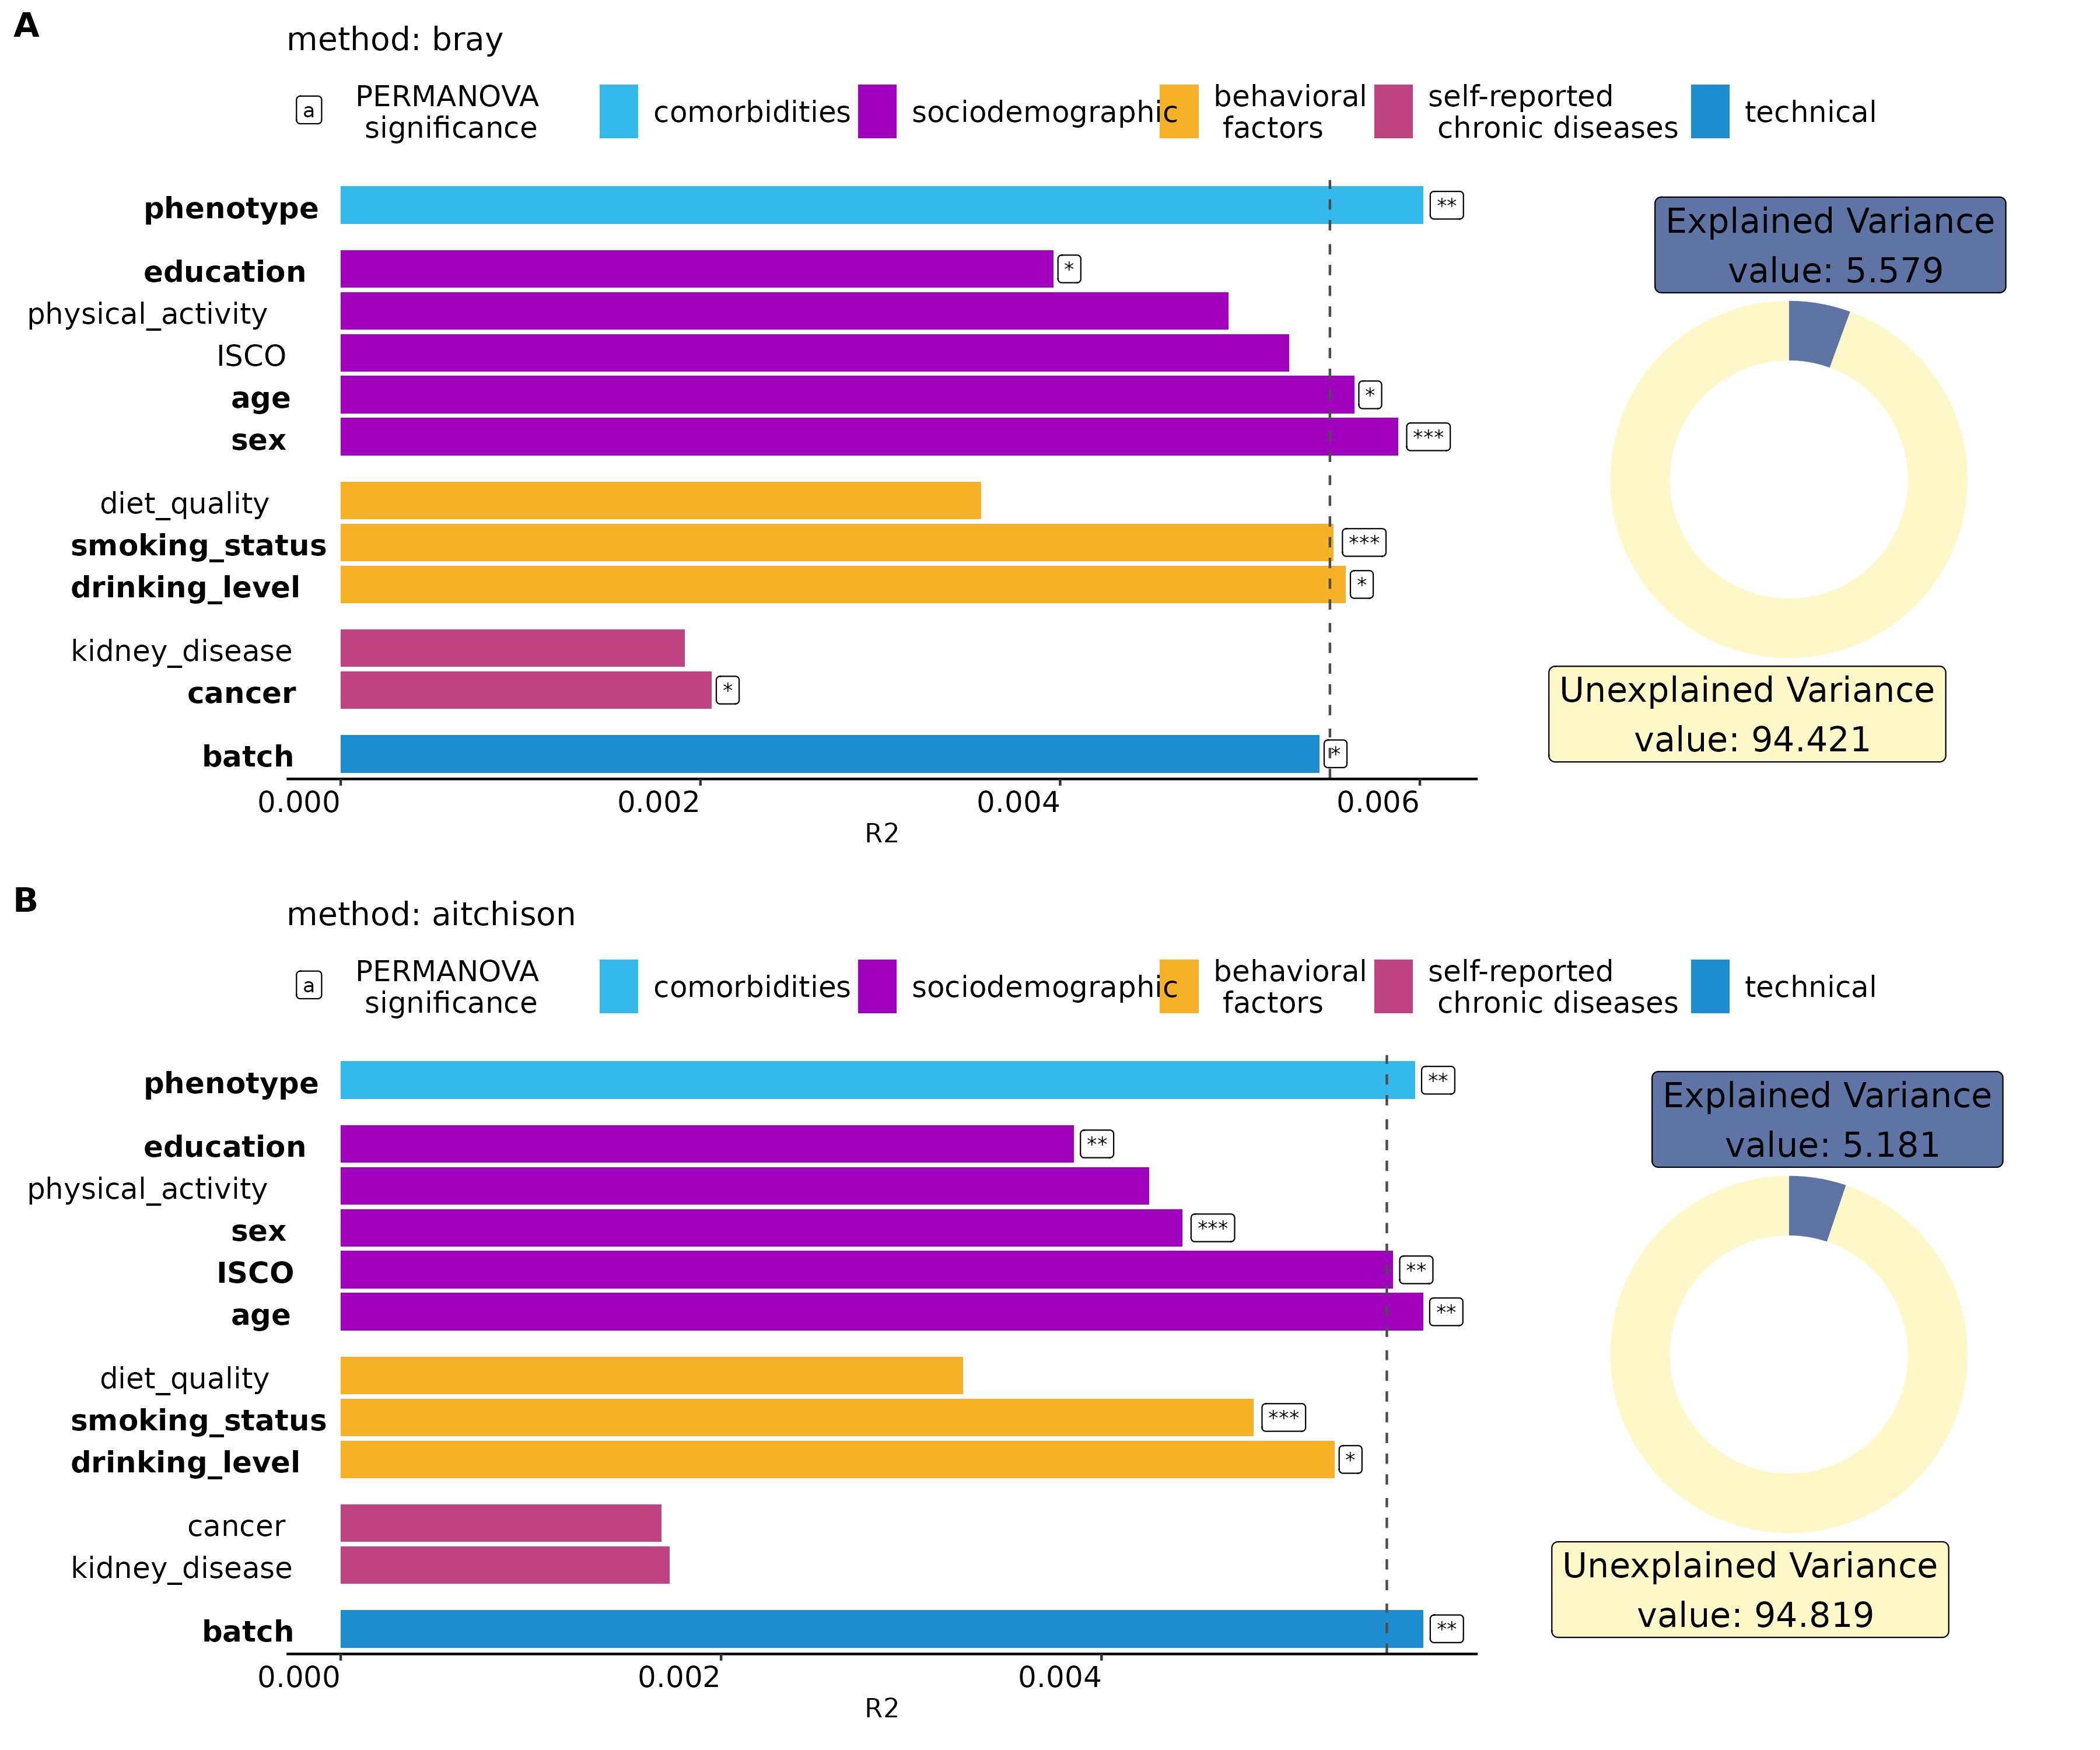 A
method: bray
a
PERMANOVA
significance
comorbidities
sociodemographic
behavioral
factors
self-reported
chronic diseases
technical
phenotype
**
education
*
physical_activity
ISCO
age
*
sex
***
diet_quality
smoking_status
***
drinking_level
*
kidney_disease
cancer
*
batch
*
0.000 0.002 0.004 0.006
R2
Explained Variance
value: 5.579
Unexplained Variance
value: 94.421
B
method: aitchison
a
PERMANOVA
significance
comorbidities
sociodemographic
behavioral
factors
self-reported
chronic diseases
technical
phenotype
**
education
**
physical_activity
sex
***
ISCO
**
age
**
diet_quality
smoking_status
***
drinking_level
*
cancer
kidney_disease
batch
**
0.000 0.002 0.004
R2
Explained Variance
value: 5.181
Unexplained Variance
value: 94.819